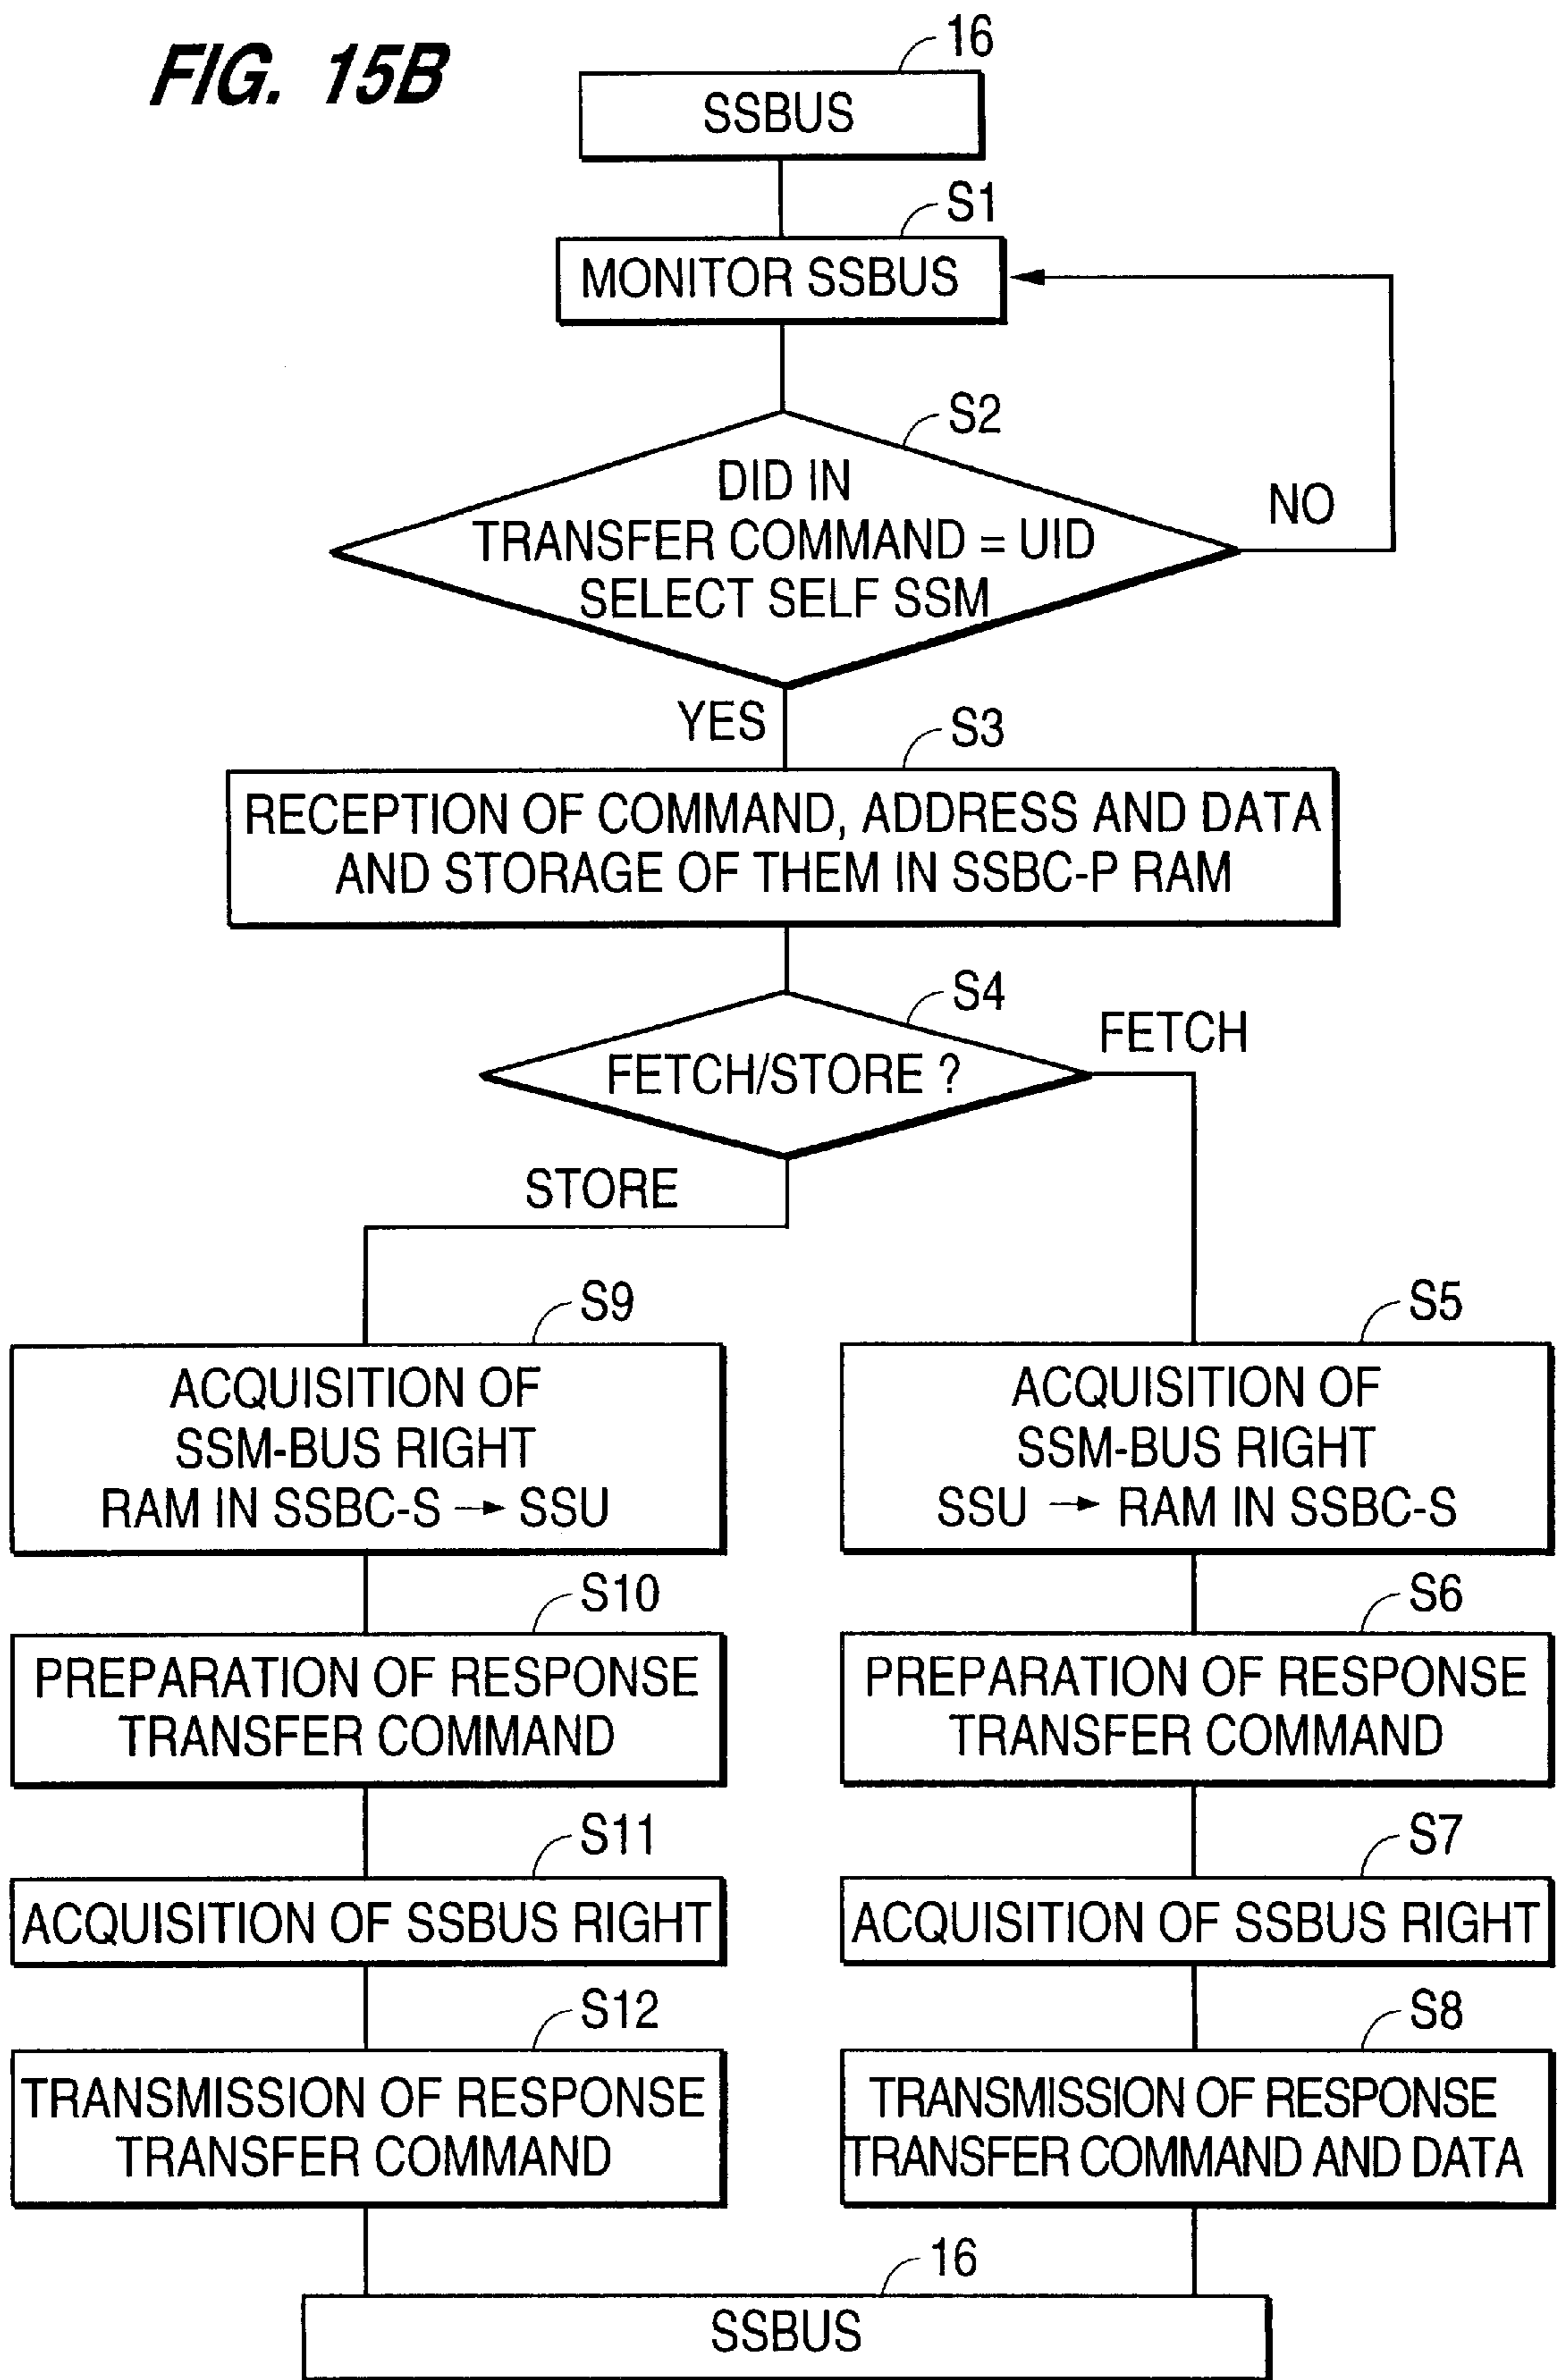 FIG. 15B
16
SSBUS
S1
MONITOR SSBUS
S2
DID IN
TRANSFER COMMAND = UID
SELECT SELF SSM
NO
YES
S3
RECEPTION OF COMMAND, ADDRESS AND DATA
AND STORAGE OF THEM IN SSBC-P RAM
S4
FETCH/STORE ?
FETCH
STORE
S9
ACQUISITION OF
SSM-BUS RIGHT
RAM IN SSBC-S → SSU
S5
ACQUISITION OF
SSM-BUS RIGHT
SSU → RAM IN SSBC-S
S10
PREPARATION OF RESPONSE
TRANSFER COMMAND
S6
PREPARATION OF RESPONSE
TRANSFER COMMAND
S11
ACQUISITION OF SSBUS RIGHT
S7
ACQUISITION OF SSBUS RIGHT
S12
TRANSMISSION OF RESPONSE
TRANSFER COMMAND
S8
TRANSMISSION OF RESPONSE
TRANSFER COMMAND AND DATA
16
SSBUS